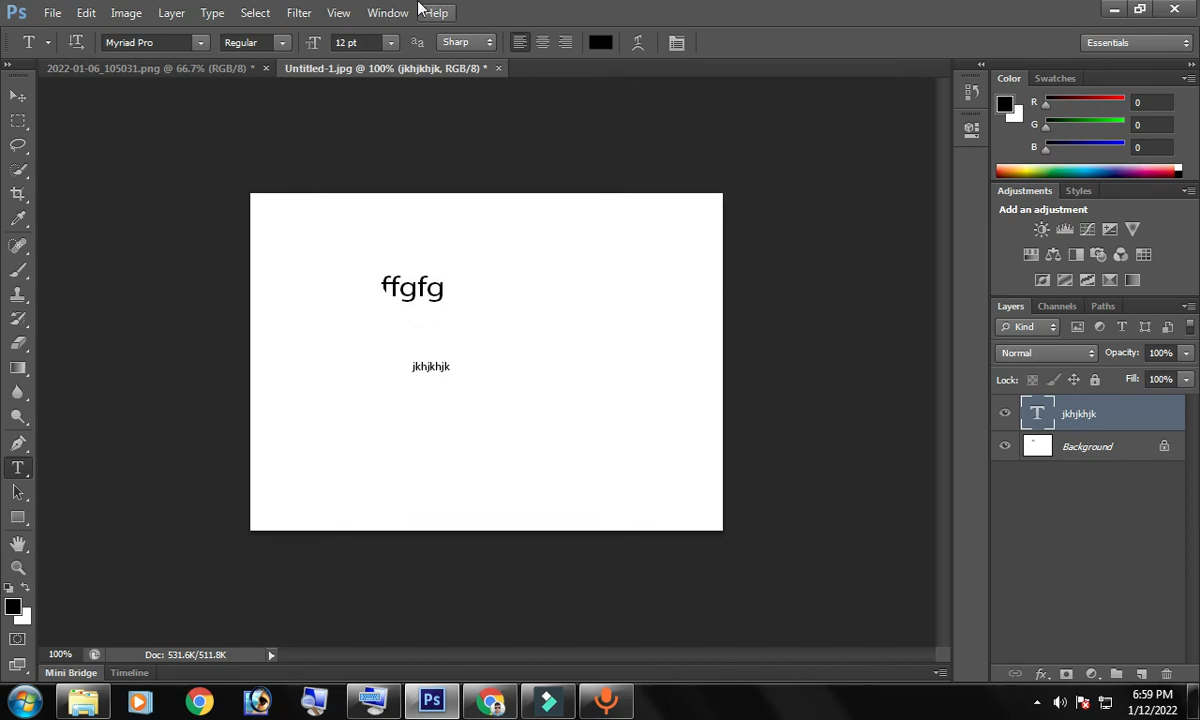 Ps File Edit Image Layer Type Select Filter View Window Help
T Myriad Pro Regular 12 pt aa Sharp Essentials
2022-01-06_105031.png @ 66.7% (RGB/8) * × Untitled-1.jpg @ 100% (jkhjkhjk, RGB/8) * ×
Color Swatches
R 0
G 0
B 0
Adjustments Styles
Add an adjustment
ffgfg
jkhjkhjk
Layers Channels Paths
Kind
Normal Opacity: 100%
Lock: Fill: 100%
T jkhjkhjk
Background
100% Doc: 531.6K/511.8K
Mini Bridge Timeline
Ps
6:59 PM
1/12/2022